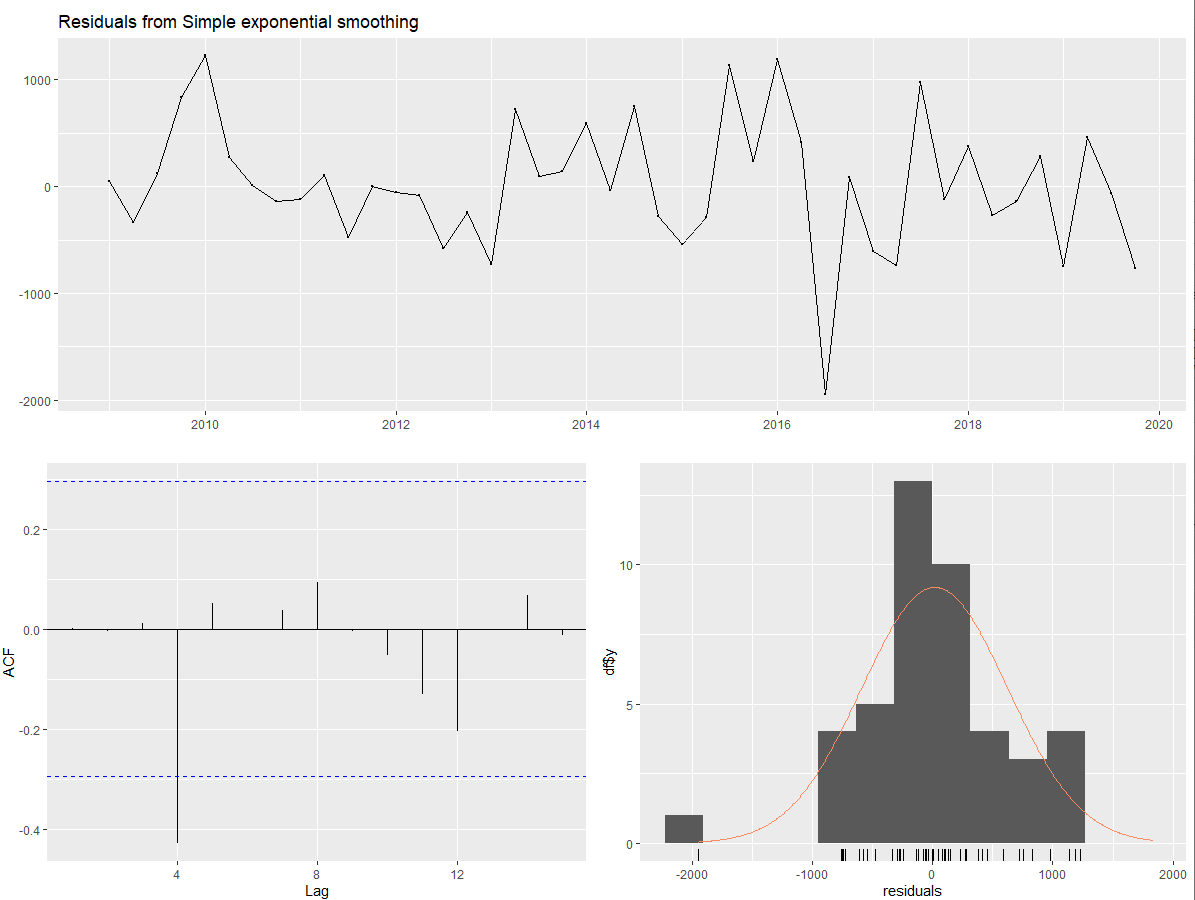 Residuals from Simple exponential smoothing
1000
0
-1000
-2000
2010 2012 2014 2016 2018 2020
ACF
0.2
0.0
-0.2
-0.4
4 8 12
Lag
df$y
10
5
0
-2000 -1000 0 1000 2000
residuals